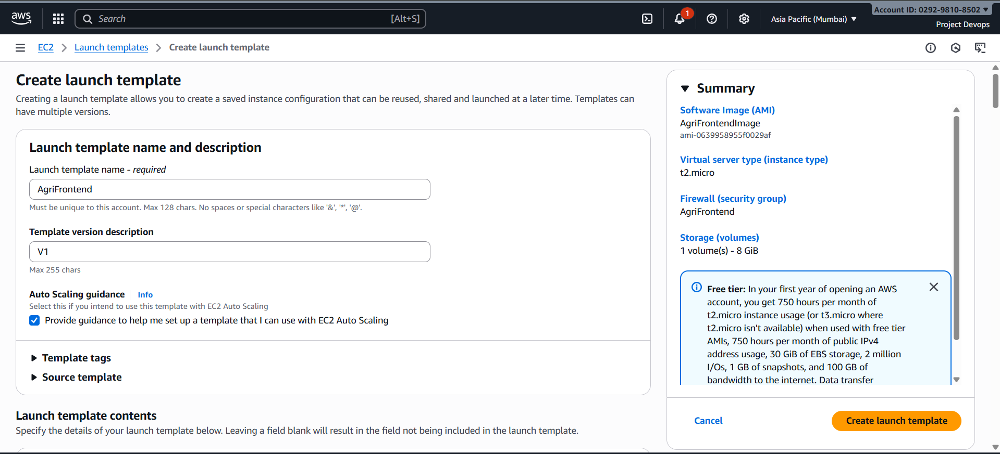 aws
Search
[Alt+S]
1
Asia Pacific (Mumbai)
Account ID: 0292-9810-8502
Project Devops
EC2
Launch templates
Create launch template
Create launch template
Creating a launch template allows you to create a saved instance configuration that can be reused, shared and launched at a later time. Templates can
have multiple versions.
Launch template name and description
Launch template name - required
AgriFrontend
Must be unique to this account. Max 128 chars. No spaces or special characters like '&', '*', '@'.
Template version description
V1
Max 255 chars
Auto Scaling guidance
Info
Select this if you intend to use this template with EC2 Auto Scaling
Provide guidance to help me set up a template that I can use with EC2 Auto Scaling
Template tags
Source template
Launch template contents
Specify the details of your launch template below. Leaving a field blank will result in the field not being included in the launch template.
Summary
Software Image (AMI)
AgriFrontendImage
ami-0639958955f0029af
Virtual server type (instance type)
t2.micro
Firewall (security group)
AgriFrontend
Storage (volumes)
1 volume(s) - 8 GiB
Free tier: In your first year of opening an AWS
account, you get 750 hours per month of
t2.micro instance usage (or t3.micro where
t2.micro isn't available) when used with free tier
AMIs, 750 hours per month of public IPv4
address usage, 30 GiB of EBS storage, 2 million
I/Os, 1 GB of snapshots, and 100 GB of
bandwidth to the internet. Data transfer
Cancel
Create launch template